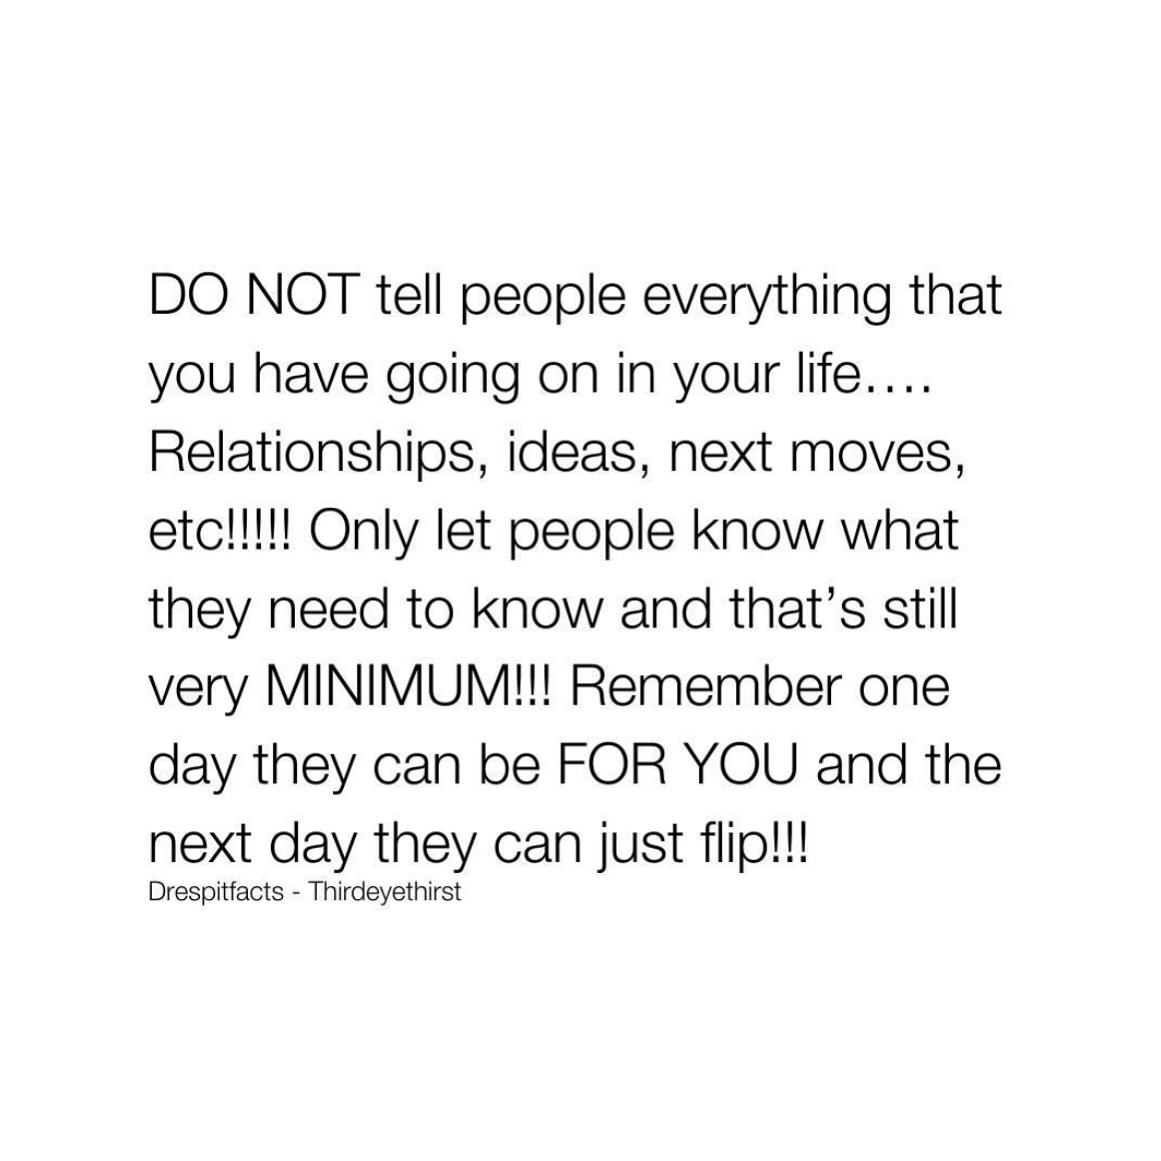 DO NOT tell people everything that
you have going on in your life....
Relationships, ideas, next moves,
etc!!!!! Only let people know what
they need to know and that’s still
very MINIMUM!!! Remember one
day they can be FOR YOU and the
next day they can just flip!!!
Drespitfacts - Thirdeyethirst